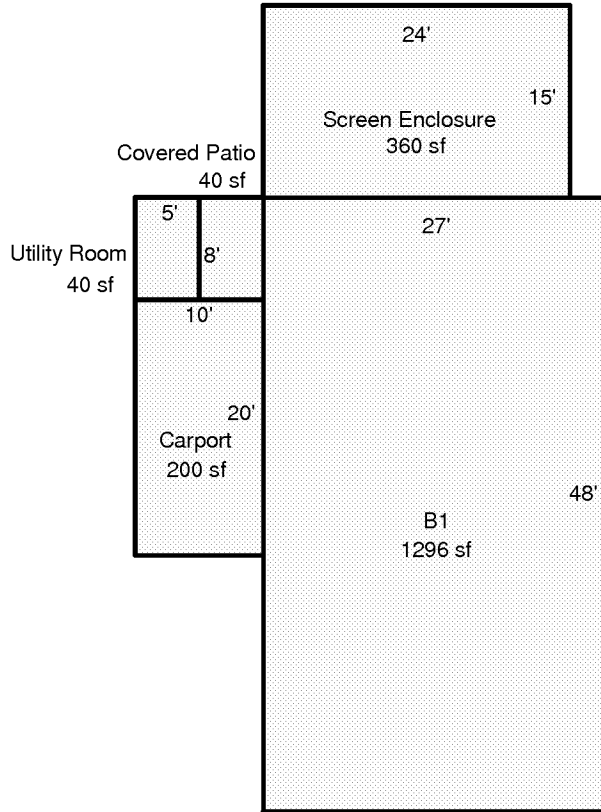 24'
15'
Screen Enclosure
360 sf
Covered Patio
40 sf
5'
27'
Utility Room
8'
40 sf
10'
20'
Carport
200 sf
48'
B1
1296 sf